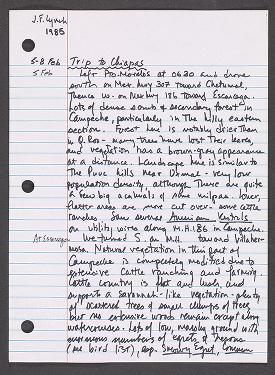 J.F. Lynch
1985
5-8 Feb Trip to Chiapas
5 Feb Left Pto. Morelos at 0630 and drove
south on Mex. Hwy 307 toward Chetumal,
thence W. on Mex Hwy 186 toward Escarcega.
Lots of dense scrub & secondary forest in
Campeche, particularly in the hilly eastern
section. Forest here is notably drier than
in Q. Roo - many trees have lost their leaves,
and vegetation has a brown-gray appearance
at a distance. Landscape here is similar to
the Puuc hills near Uxmal - very low
population density, although there are quite
a few big acahuals & some milpas. lower,
flatter areas are more cut over - some cattle
ranches. Saw several American Kestrels
on utility wires along M.H. 186 in Campeche.
At Escarcega we turned S. on M.H. toward Villaher-
mosa. Natural vegetation in this part of
Campeche is completely modified due to
extensive cattle ranching and farming.
Cattle country is flat and lush, and
supports a savannah-like vegetation - plenty
of scattered trees & small clumps of trees,
but no extensive woods remain except along
watercourses. Lots of low, marshy ground with
enormous numbers of egrets & herons
(see bird list), esp. Snowy Egret, Common